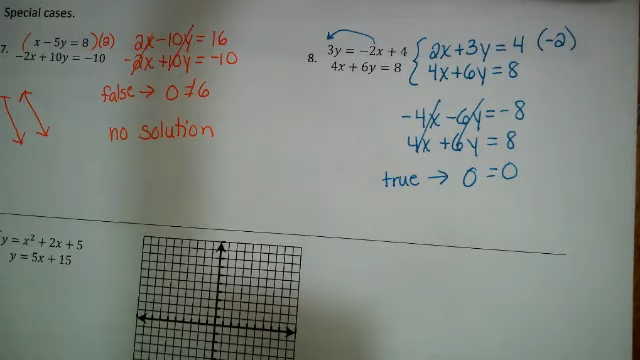 Special cases.
7. (x − 5y = 8)(2)
−2x + 10y = −10
2x − 10y = 16
−2x + 10y = −10
false → 0 ≠ 6
no solution
8. 3y = −2x + 4
4x + 6y = 8
2x + 3y = 4 (−2)
4x + 6y = 8
−4x − 6y = −8
4x + 6y = 8
true → 0 = 0
y = x² + 2x + 5
y = 5x + 15